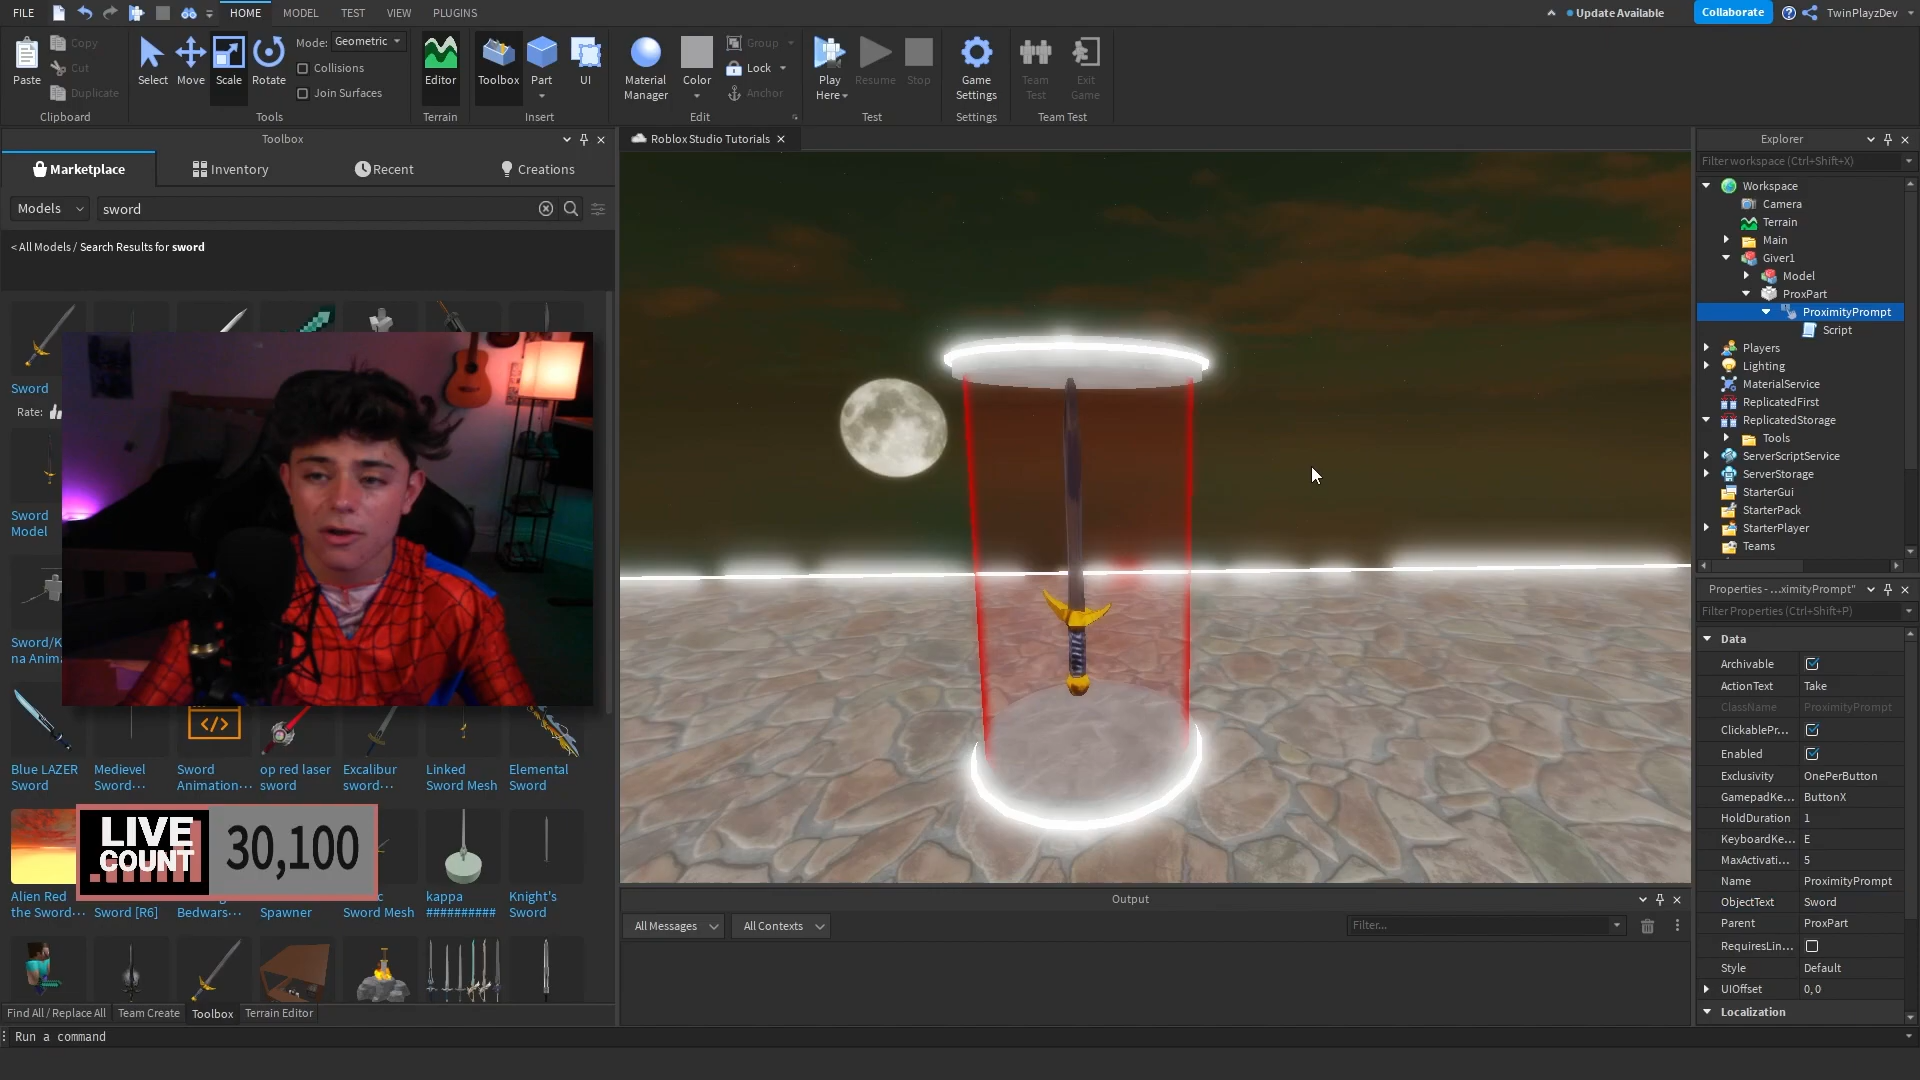 FILE
HOME
MODEL
TEST
VIEW
PLUGINS
Update Available
Collaborate
TwinPlayzDev
Paste
Copy
Cut
Duplicate
Clipboard
Select
Move
Scale
Rotate
Mode:
Geometric
Collisions
Join Surfaces
Tools
Editor
Terrain
Toolbox
Part
UI
Insert
Material
Manager
Color
Group
Lock
Anchor
Edit
Play
Here
Resume
Stop
Test
Game
Settings
Settings
Team
Test
Exit
Game
Team Test
Toolbox
Marketplace
Inventory
Recent
Creations
Models
sword
< All Models / Search Results for sword
Sword
Rate:
Sword
Model
Sword/K
na Anim
Blue LAZER
Sword
Medievel
Sword···
Sword
Animation···
op red laser
sword
Excalibur
sword···
Linked
Sword Mesh
Elemental
Sword
LIVE
COUNT
30,100
Alien Red
the Sword···
Sword [R6]
Bedwars···
Spawner
Sword Mesh
kappa
##########
Knight's
Sword
Find All / Replace All
Team Create
Toolbox
Terrain Editor
Run a command
Roblox Studio Tutorials
Output
All Messages
All Contexts
Filter...
Explorer
Filter workspace (Ctrl+Shift+X)
Workspace
Camera
Terrain
Main
Giver1
Model
ProxPart
ProximityPrompt
Script
Players
Lighting
MaterialService
ReplicatedFirst
ReplicatedStorage
Tools
ServerScriptService
ServerStorage
StarterGui
StarterPack
StarterPlayer
Teams
Properties - ...ximityPrompt"
Filter Properties (Ctrl+Shift+P)
Data
Archivable
ActionText Take
ClassName ProximityPrompt
ClickablePr...
Enabled
Exclusivity OnePerButton
GamepadKe... ButtonX
HoldDuration 1
KeyboardKe... E
MaxActivati... 5
Name ProximityPrompt
ObjectText Sword
Parent ProxPart
RequiresLin...
Style Default
UIOffset 0, 0
Localization